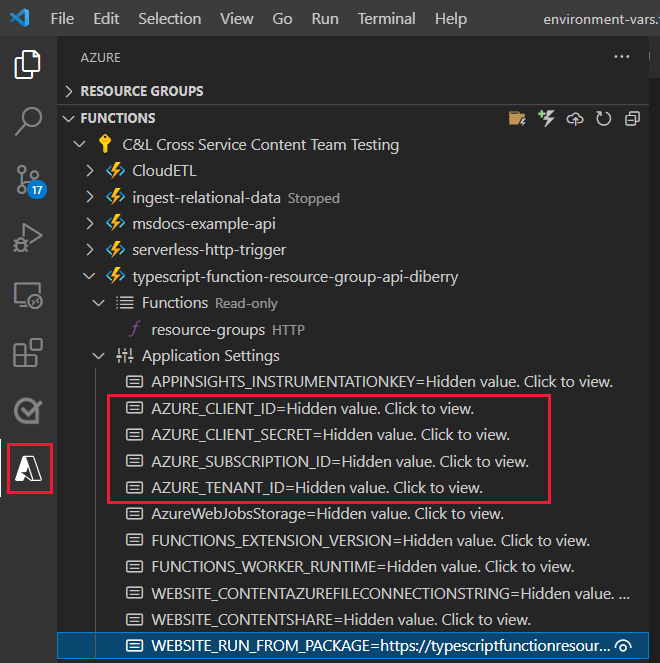 File Edit Selection View Go Run Terminal Help environment-vars.
AZURE ...
RESOURCE GROUPS
FUNCTIONS
C&L Cross Service Content Team Testing
CloudETL
17
ingest-relational-data Stopped
msdocs-example-api
serverless-http-trigger
typescript-function-resource-group-api-diberry
Functions Read-only
resource-groups HTTP
Application Settings
APPINSIGHTS_INSTRUMENTATIONKEY=Hidden value. Click to view.
AZURE_CLIENT_ID=Hidden value. Click to view.
AZURE_CLIENT_SECRET=Hidden value. Click to view.
AZURE_SUBSCRIPTION_ID=Hidden value. Click to view.
AZURE_TENANT_ID=Hidden value. Click to view.
AzureWebJobsStorage=Hidden value. Click to view.
FUNCTIONS_EXTENSION_VERSION=Hidden value. Click to view.
FUNCTIONS_WORKER_RUNTIME=Hidden value. Click to view.
WEBSITE_CONTENTAZUREFILECONNECTIONSTRING=Hidden value. ...
WEBSITE_CONTENTSHARE=Hidden value. Click to view.
WEBSITE_RUN_FROM_PACKAGE=https://typescriptfunctionresour...